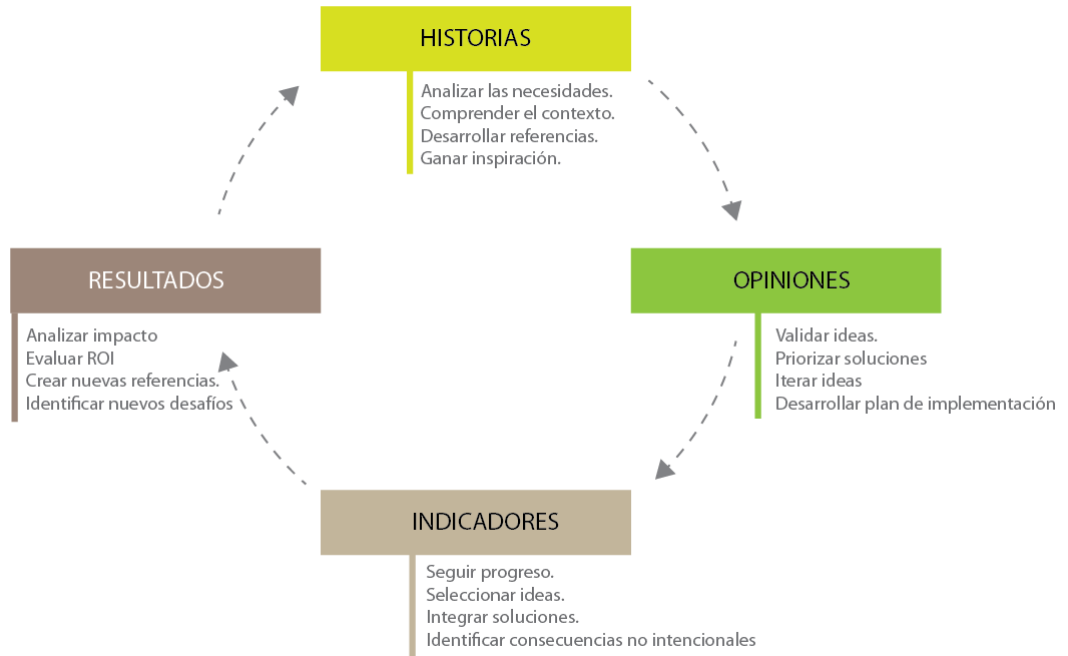 HISTORIAS
Analizar las necesidades.
Comprender el contexto.
Desarrollar referencias.
Ganar inspiración.
OPINIONES
Validar ideas.
Priorizar soluciones
Iterar ideas
Desarrollar plan de implementación
INDICADORES
Seguir progreso.
Seleccionar ideas.
Integrar soluciones.
Identificar consecuencias no intencionales
RESULTADOS
Analizar impacto
Evaluar ROI
Crear nuevas referencias.
Identificar nuevos desafíos